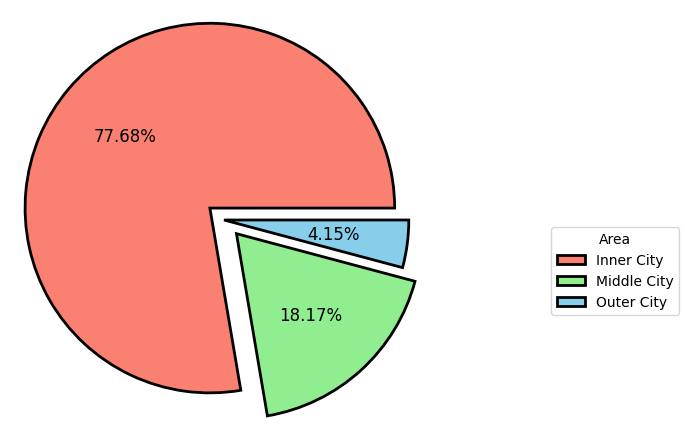 77.68%
4.15%
18.17%
Area
Inner City
Middle City
Outer City